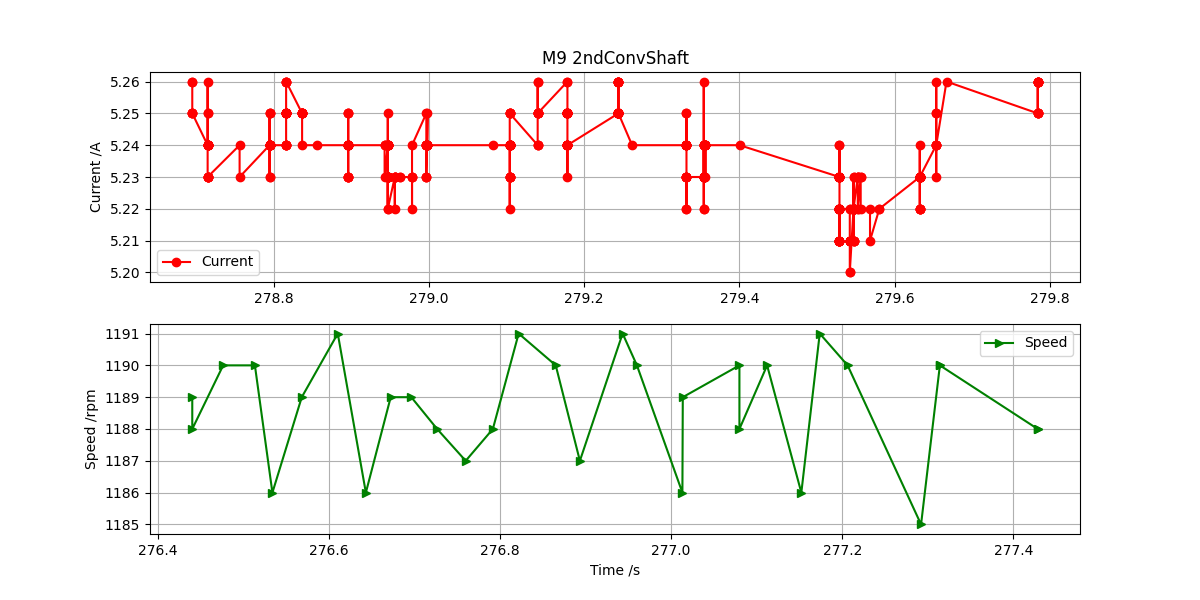 M9 2ndConvShaft
Current /A
5.26
5.25
5.24
5.23
5.22
5.21
5.20
Current
278.8 279.0 279.2 279.4 279.6 279.8
Speed /rpm
1191
1190
1189
1188
1187
1186
1185
Speed
276.4 276.6 276.8 277.0 277.2 277.4
Time /s